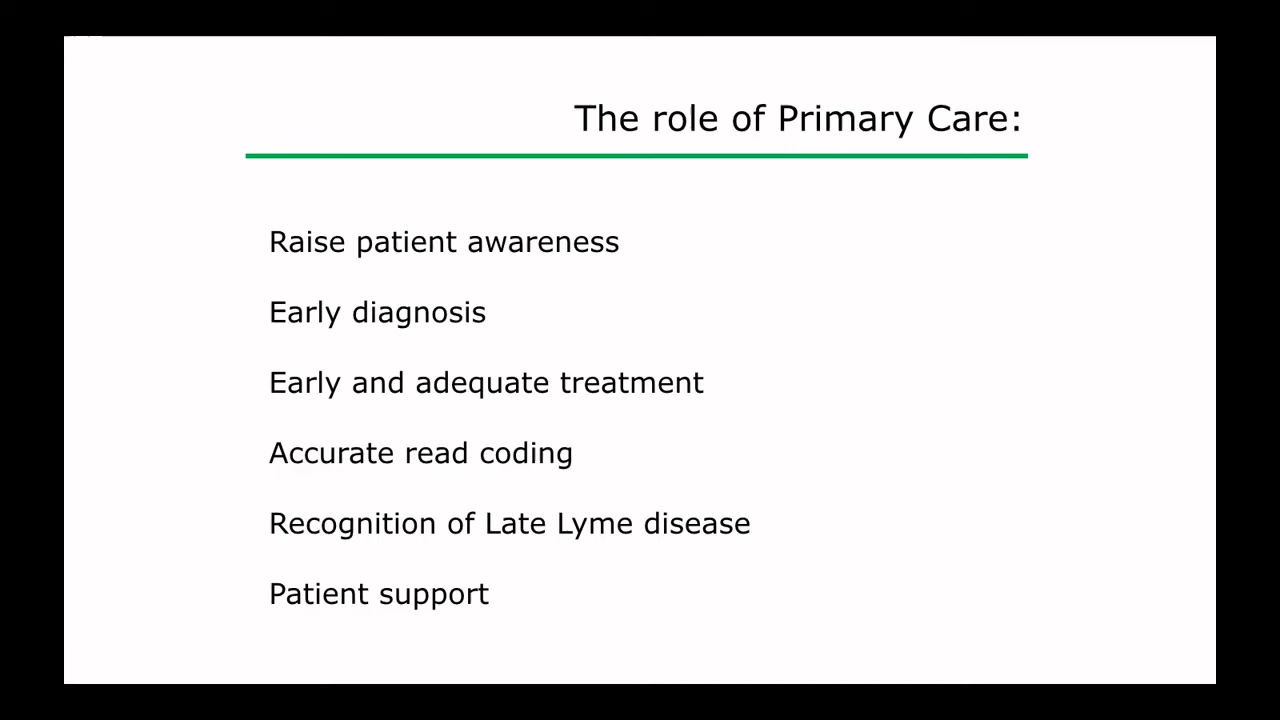 The role of Primary Care:
Raise patient awareness
Early diagnosis
Early and adequate treatment
Accurate read coding
Recognition of Late Lyme disease
Patient support